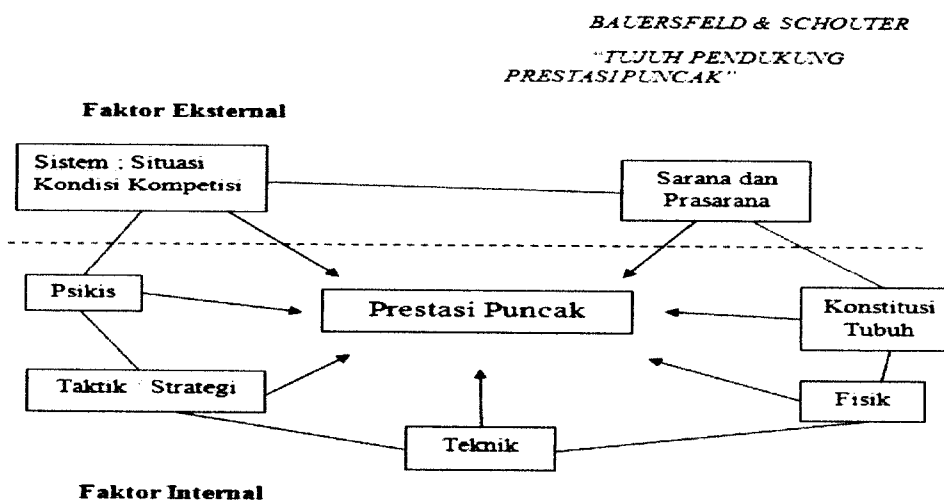 BAUERSFELD & SCHOUTER
"TUJUH PENDUKUNG
PRESTASI PUNCAK"
Faktor Eksternal
Sistem : Situasi
Kondisi Kompetisi
Sarana dan
Prasarana
Psikis
Prestasi Puncak
Konstitusi
Tubuh
Taktik Strategi
Fisik
Teknik
Faktor Internal